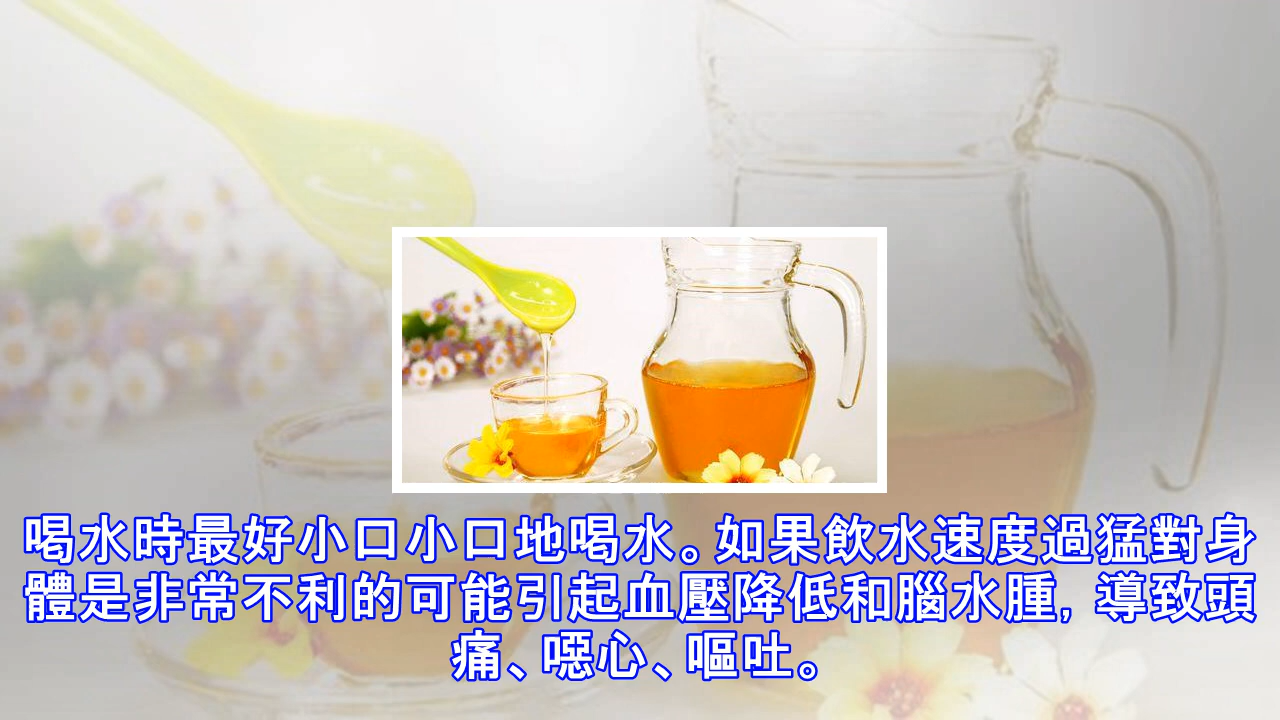 喝水時最好小口小口地喝水。如果飲水速度過猛對身
體是非常不利的可能引起血壓降低和腦水腫，導致頭
痛、噁心、嘔吐。